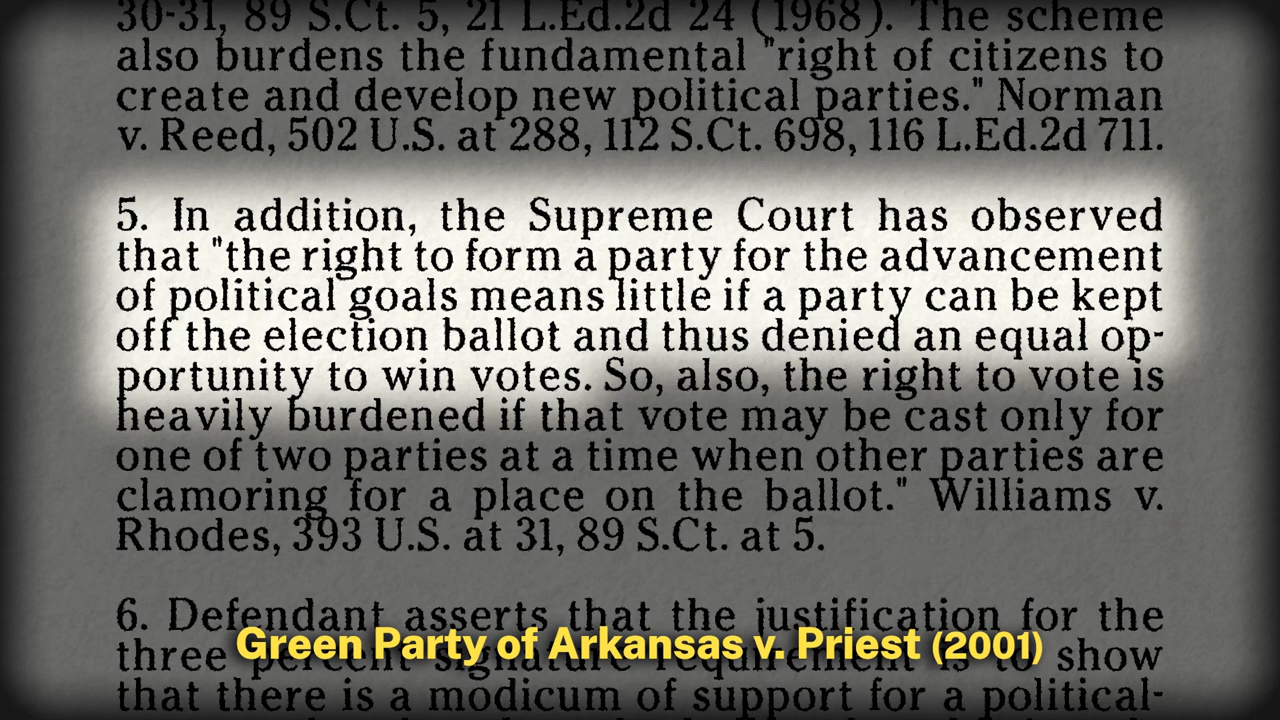 30-31, 89 S.Ct. 5, 21 L.Ed.2d 24 (1968). The scheme
also burdens the fundamental "right of citizens to
create and develop new political parties." Norman
v. Reed, 502 U.S. at 288, 112 S.Ct. 698, 116 L.Ed.2d 711.
5. In addition, the Supreme Court has observed
that "the right to form a party for the advancement
of political goals means little if a party can be kept
off the election ballot and thus denied an equal op-
portunity to win votes. So, also, the right to vote is
heavily burdened if that vote may be cast only for
one of two parties at a time when other parties are
clamoring for a place on the ballot." Williams v.
Rhodes, 393 U.S. at 31, 89 S.Ct. at 5.
6. Defendant asserts that the justification for the
Green Party of Arkansas v. Priest (2001)
three percent signature requirement is to show
that there is a modicum of support for a political-